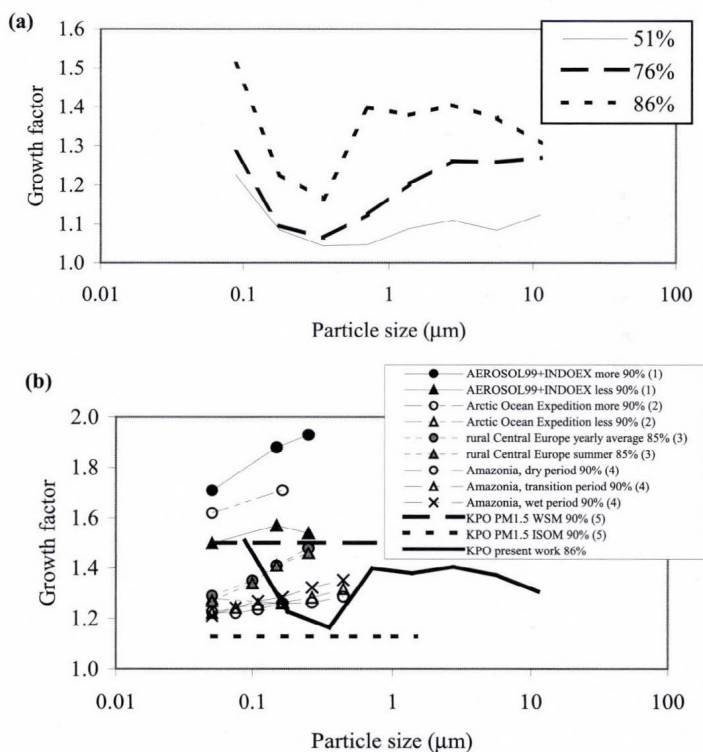 (a)
1.6
1.5
1.4
1.3
1.2
1.1
1.0
Growth factor
51%
76%
86%
0.01
0.1
1
10
100
Particle size (μm)
(b)
AEROSOL99+INDOEX more 90% (1)
AEROSOL99+INDOEX less 90% (1)
Arctic Ocean Expedition more 90% (2)
Arctic Ocean Expedition less 90% (2)
rural Central Europe yearly average 85% (3)
rural Central Europe summer 85% (3)
Amazonia, dry period 90% (4)
Amazonia, transition period 90% (4)
Amazonia, wet period 90% (4)
KPO PM1.5 WSM 90% (5)
KPO PM1.5 ISOM 90% (5)
KPO present work 86%
2.0
1.8
1.6
1.4
1.2
1.0
Growth factor
0.01
0.1
1
10
100
Particle size (μm)